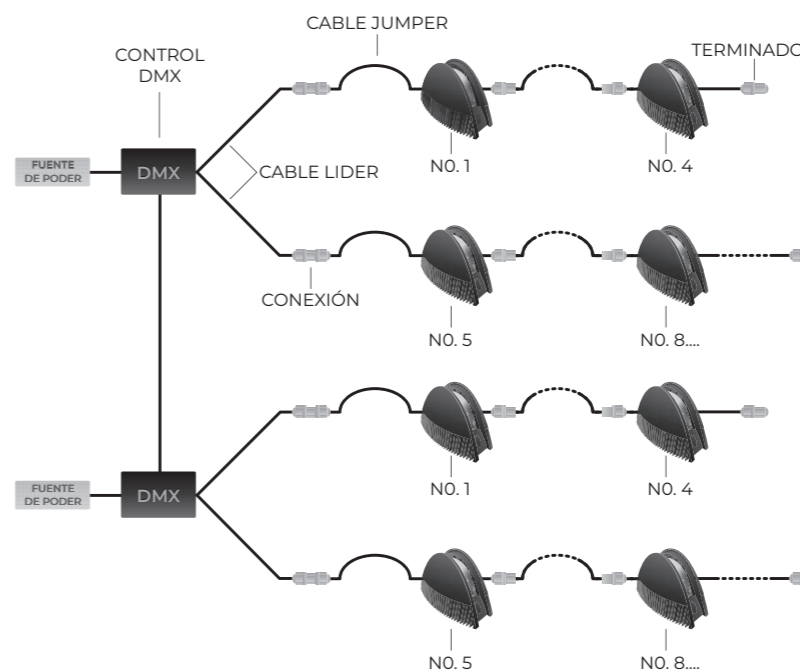 CABLE JUMPER
CONTROL
DMX
TERMINADO
FUENTE
DE PODER
DMX
CABLE LIDER
N0. 1
N0. 4
CONEXIÓN
N0. 5
N0. 8....
FUENTE
DE PODER
DMX
N0. 1
N0. 4
N0. 5
N0. 8....